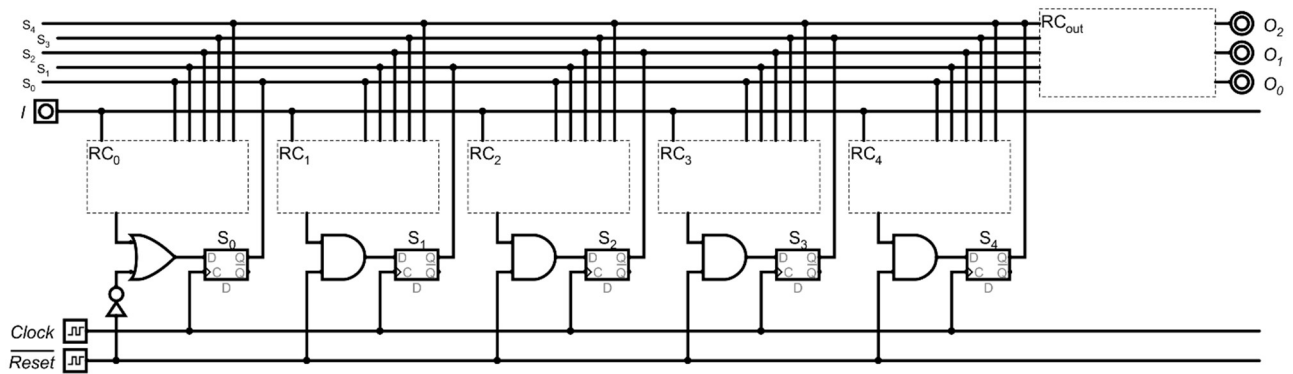 S4
S3
S2
S1
S0
I
RCout
O2
O1
O0
RC0
RC1
RC2
RC3
RC4
S0
D Q
C Q
D
S1
D Q
C Q
D
S2
D Q
C Q
D
S3
D Q
C Q
D
S4
D Q
C Q
D
Clock
Reset